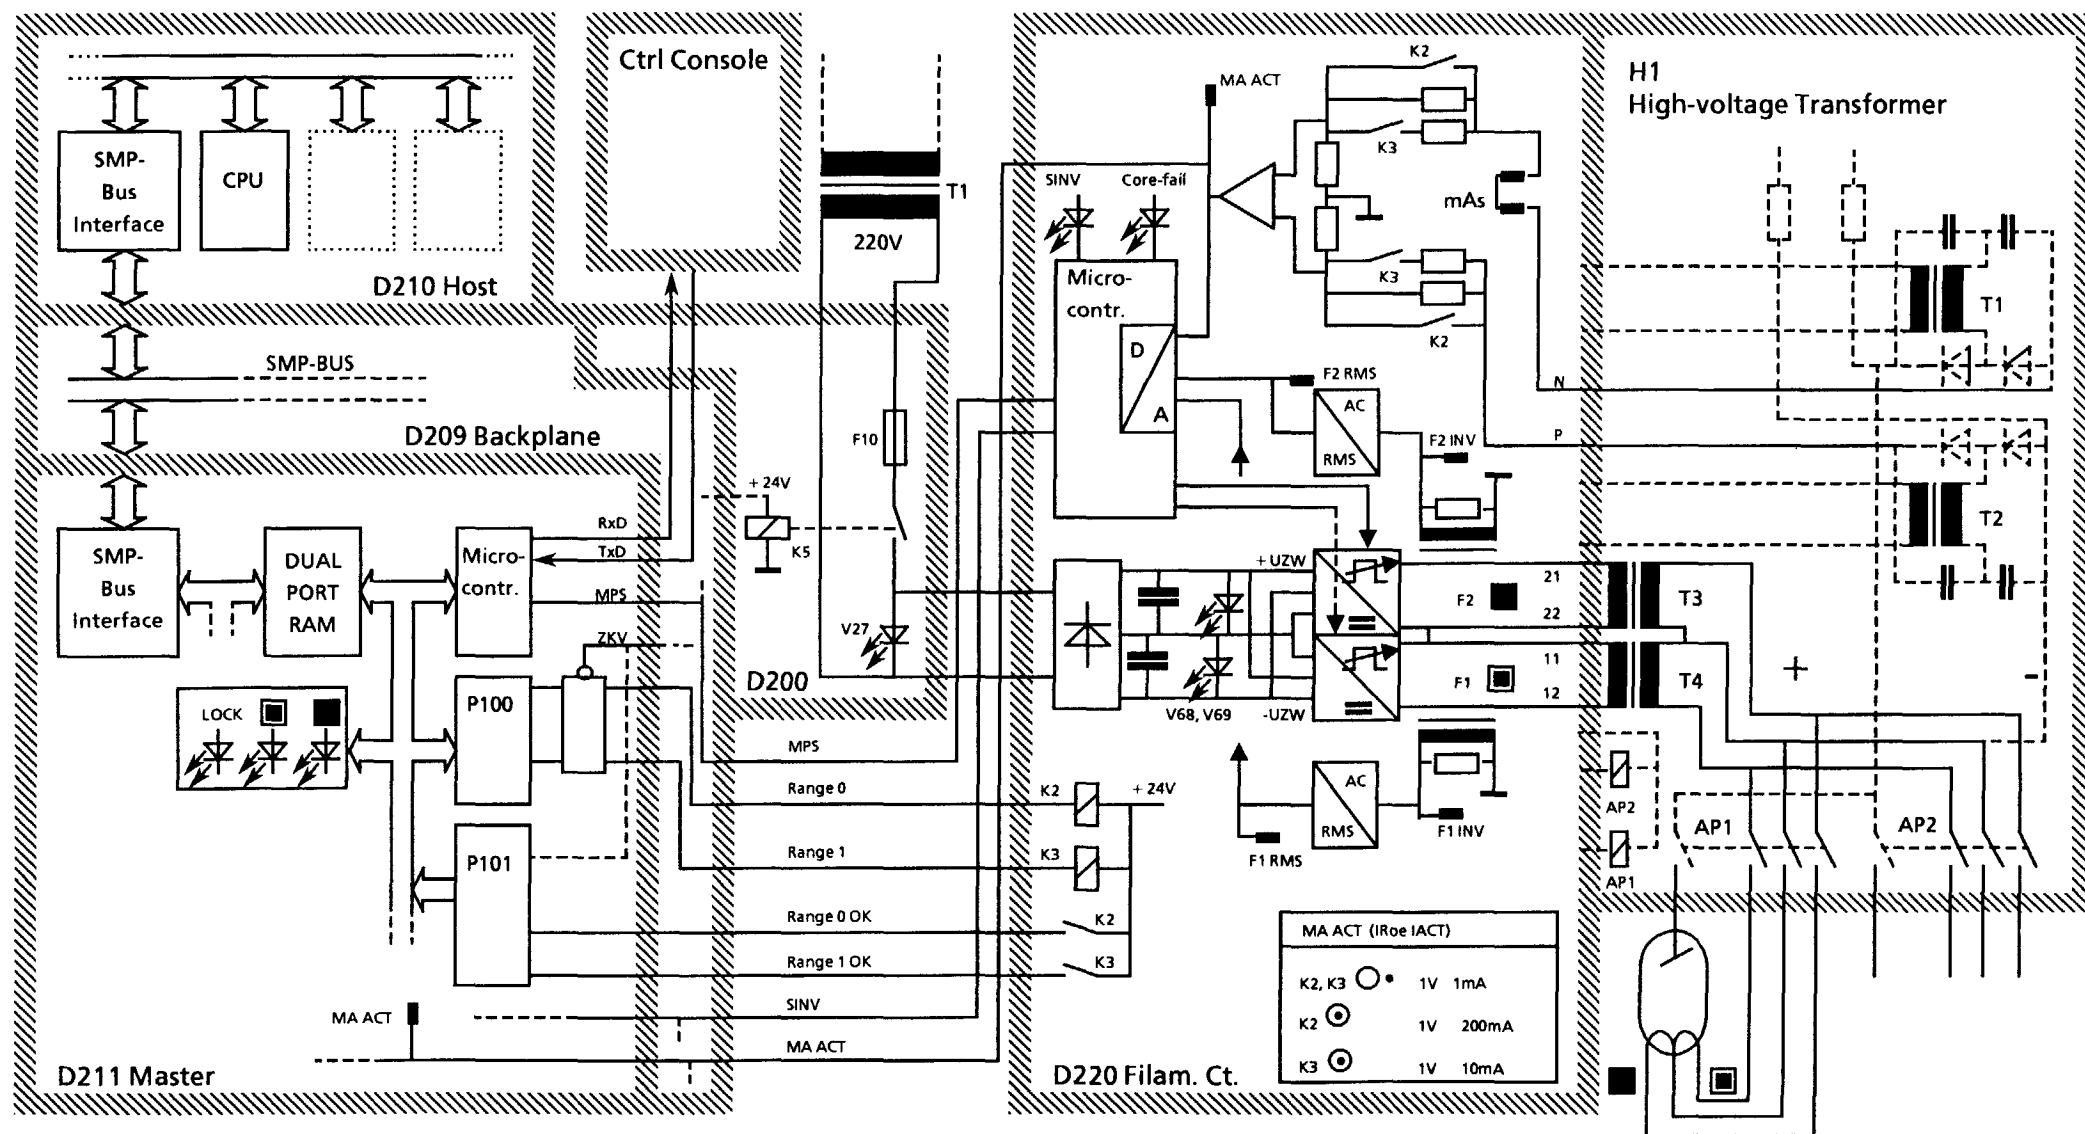 SMP-
Bus
Interface
CPU
D210 Host
Ctrl Console
T1
220V
SMP-BUS
D209 Backplane
SMP-
Bus
Interface
DUAL
PORT
RAM
Micro-
contr.
RxD
TxD
MPS
ZKV
LOCK
P100
P101
MA ACT
D211 Master
+ 24V
K5
F10
V27
D200
MPS
Range 0
Range 1
Range 0 OK
Range 1 OK
SINV
MA ACT
MA ACT
SINV
Core-fail
Micro-
contr.
D
A
K2
K3
mAs
K3
K2
F2 RMS
AC
RMS
F2 INV
N
P
+ UZW
-UZW
V68, V69
F2
21
22
F1
11
12
K2
+ 24V
K3
K2
K3
AC
RMS
F1 INV
F1 RMS
MA ACT (IRoe IACT)
K2, K3 1V 1mA
K2 1V 200mA
K3 1V 10mA
D220 Filam. Ct.
H1
High-voltage Transformer
T1
T2
T3
T4
+
-
AP2
AP1
AP1
AP2